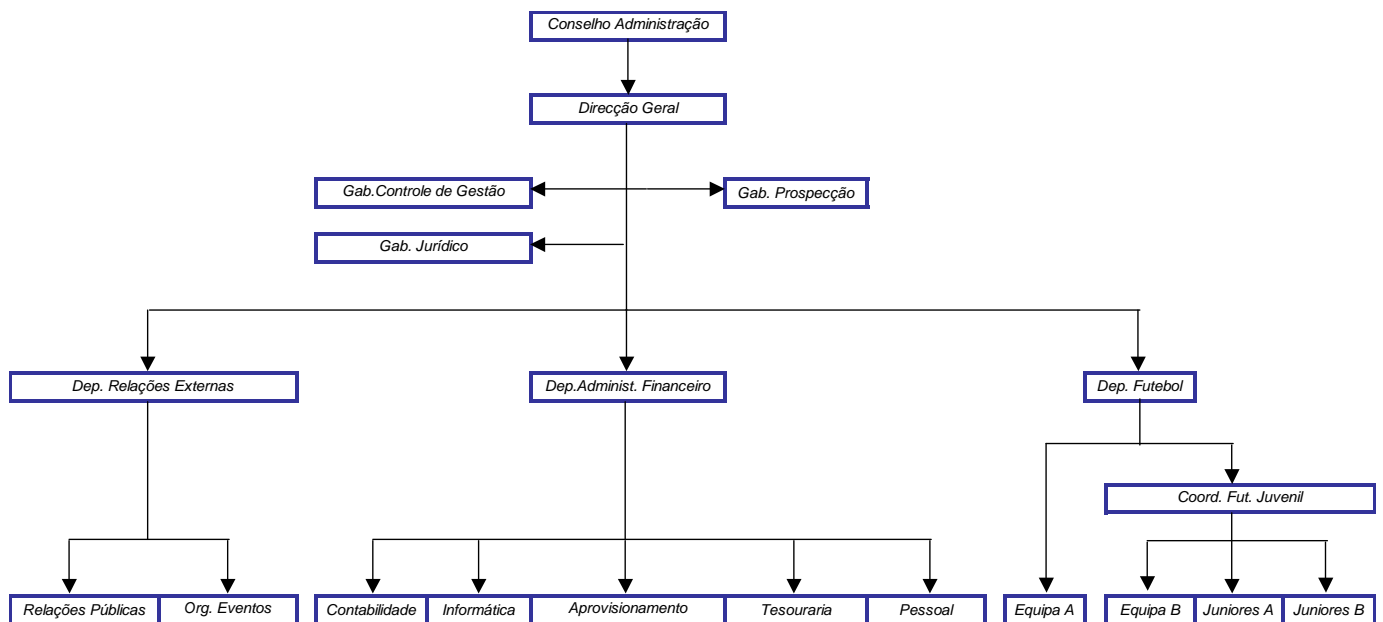 Conselho Administração
Direcção Geral
Gab.Controle de Gestão
Gab. Prospecção
Gab. Jurídico
Dep. Relações Externas
Dep.Administ. Financeiro
Dep. Futebol
Coord. Fut. Juvenil
Relações Públicas
Org. Eventos
Contabilidade
Informática
Aprovisionamento
Tesouraria
Pessoal
Equipa A
Equipa B
Juniores A
Juniores B